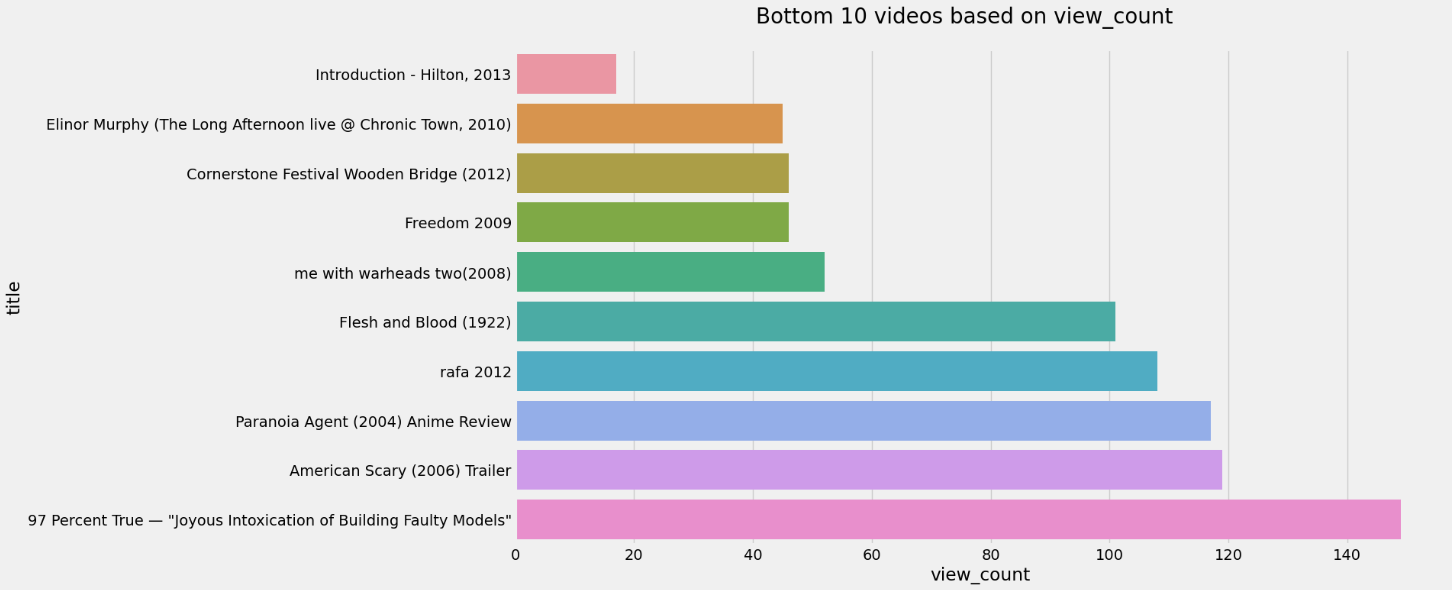 Bottom 10 videos based on view_count
Introduction - Hilton, 2013
Elinor Murphy (The Long Afternoon live @ Chronic Town, 2010)
Cornerstone Festival Wooden Bridge (2012)
Freedom 2009
me with warheads two(2008)
Flesh and Blood (1922)
rafa 2012
Paranoia Agent (2004) Anime Review
American Scary (2006) Trailer
97 Percent True — "Joyous Intoxication of Building Faulty Models"
title
0 20 40 60 80 100 120 140
view_count